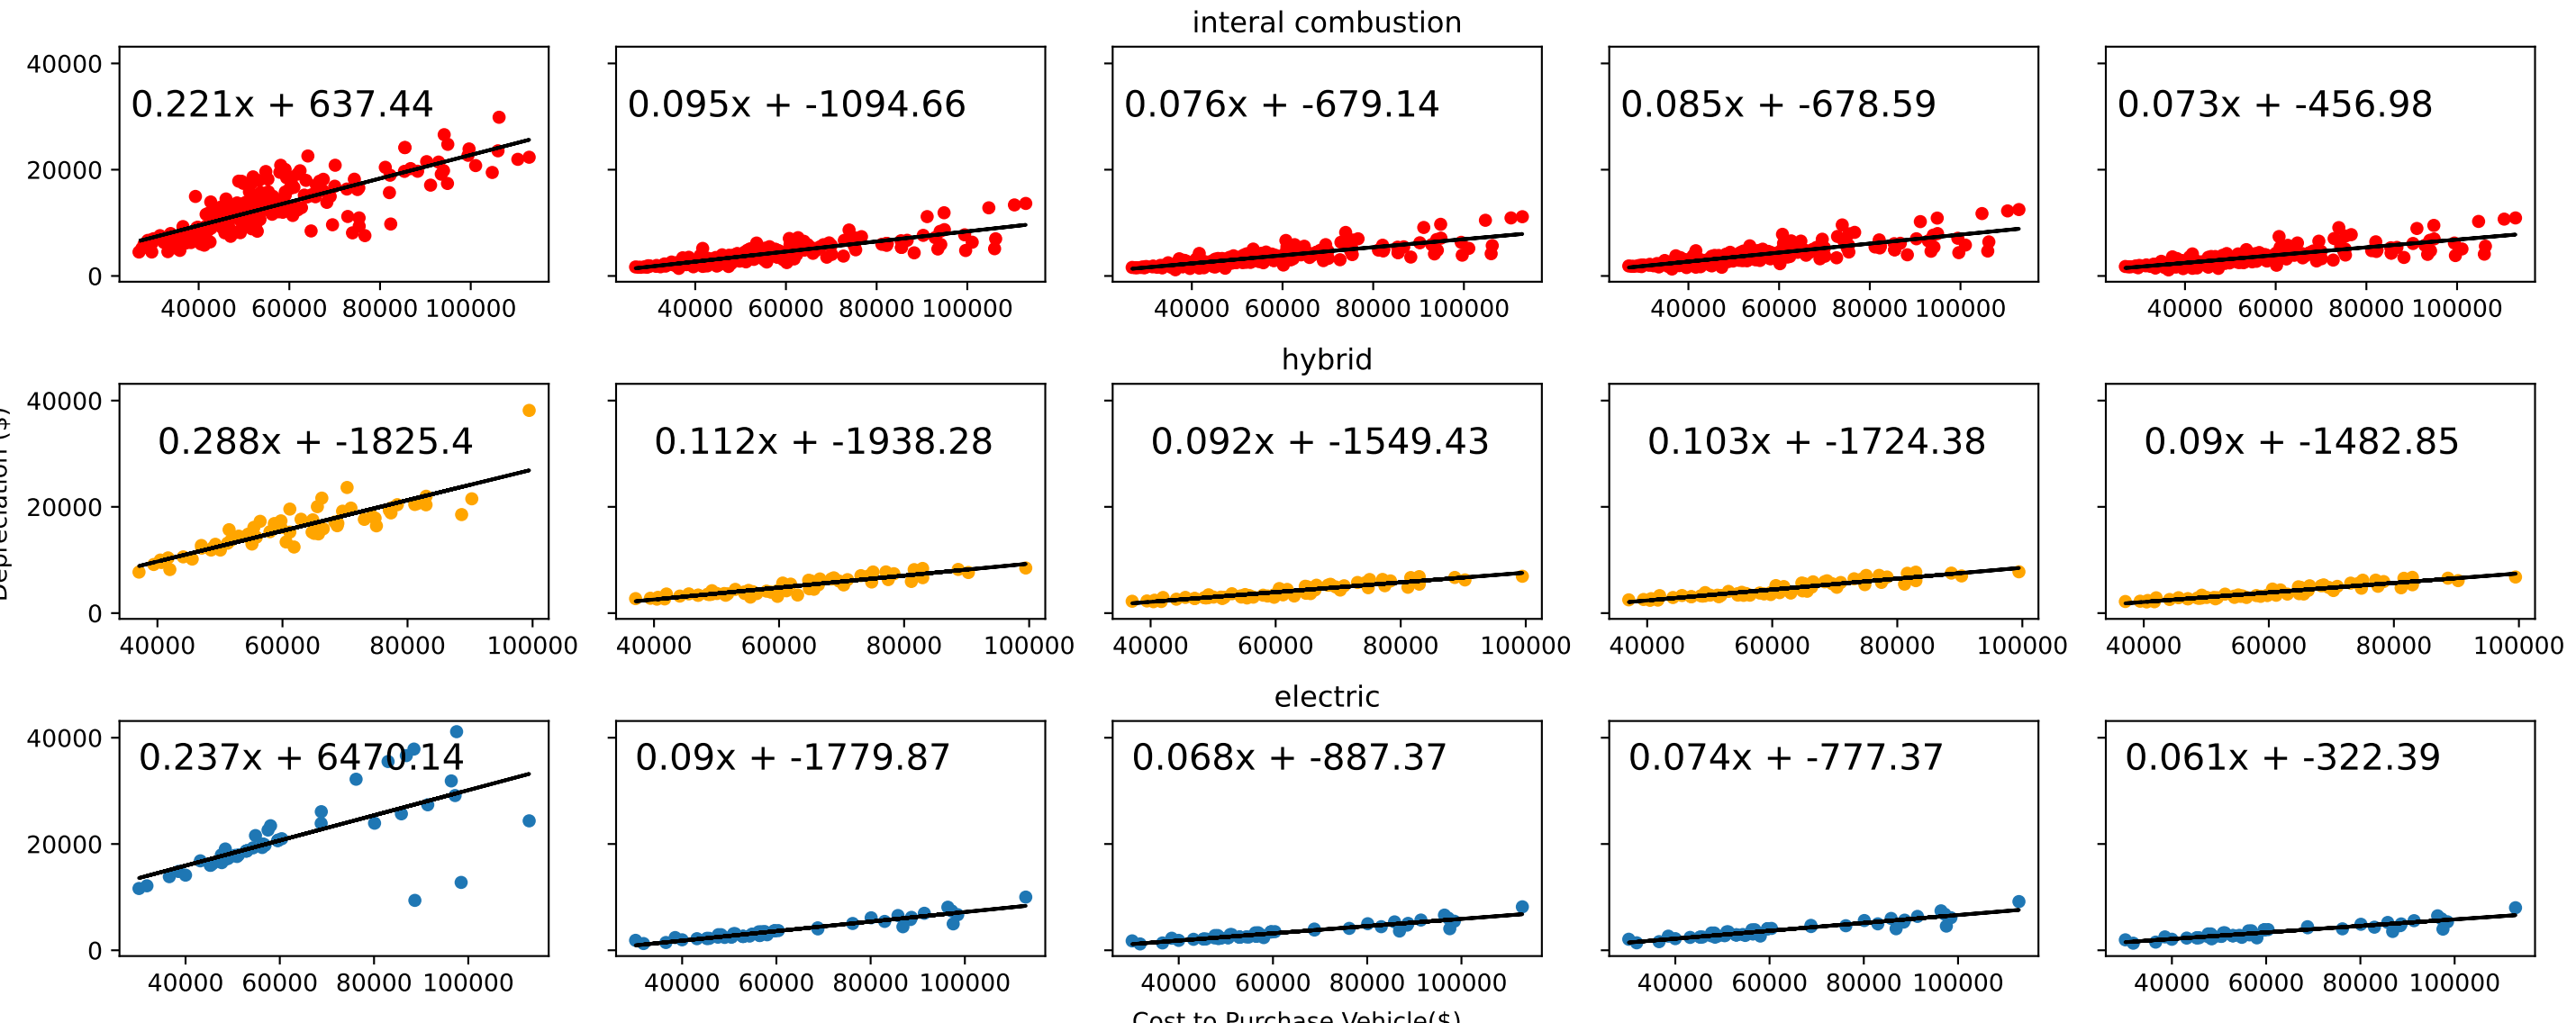 interal combustion
40000
20000
0
0.221x + 637.44
0.095x + -1094.66
0.076x + -679.14
0.085x + -678.59
0.073x + -456.98
40000 60000 80000 100000
40000 60000 80000 100000
40000 60000 80000 100000
40000 60000 80000 100000
40000 60000 80000 100000
hybrid
40000
20000
0
0.288x + -1825.4
0.112x + -1938.28
0.092x + -1549.43
0.103x + -1724.38
0.09x + -1482.85
40000 60000 80000 100000
40000 60000 80000 100000
40000 60000 80000 100000
40000 60000 80000 100000
40000 60000 80000 100000
electric
40000
20000
0
0.237x + 6470.14
0.09x + -1779.87
0.068x + -887.37
0.074x + -777.37
0.061x + -322.39
40000 60000 80000 100000
40000 60000 80000 100000
40000 60000 80000 100000
40000 60000 80000 100000
40000 60000 80000 100000
Depreciation ($)
Cost to Purchase Vehicle($)